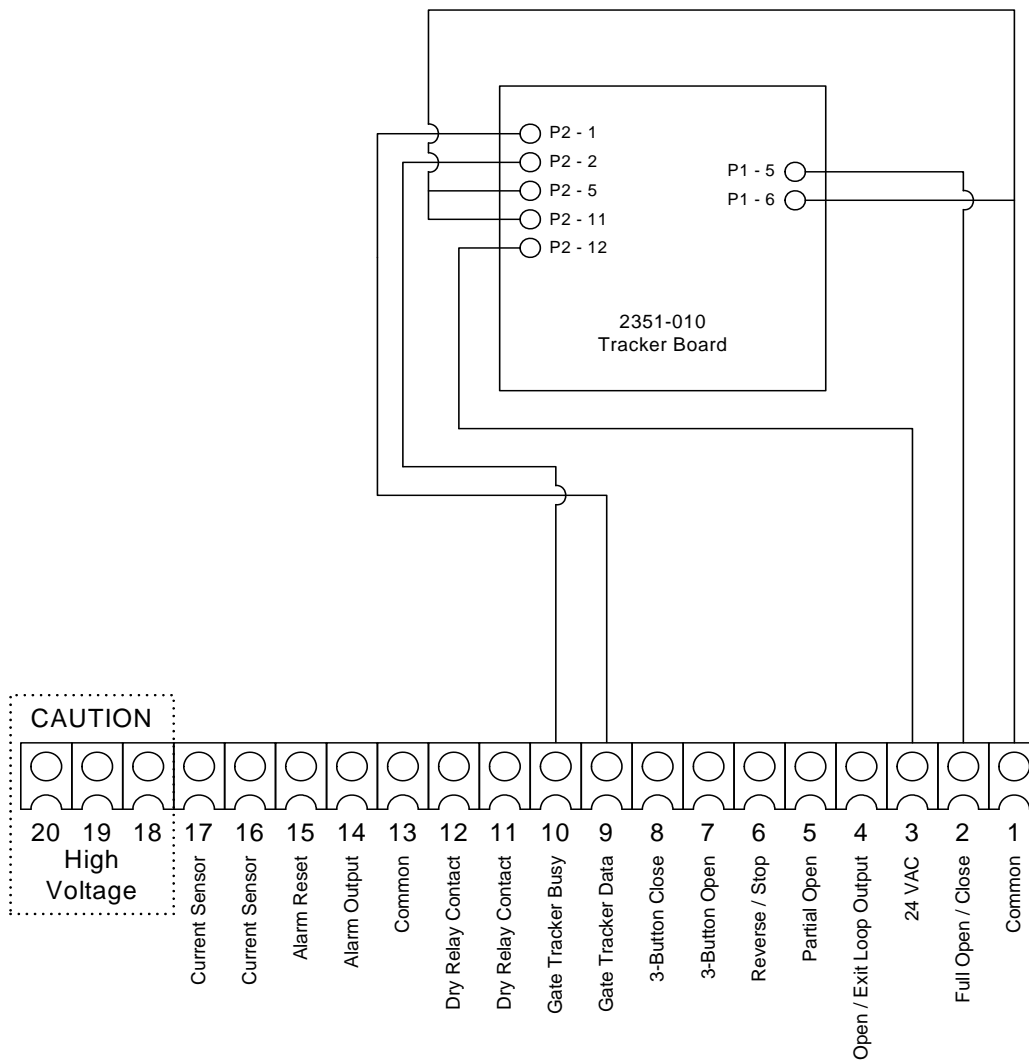 P2 - 1
P2 - 2
P2 - 5
P2 - 11
P2 - 12
P1 - 5
P1 - 6
2351-010
Tracker Board
CAUTION
20 19 18 17 16 15 14 13 12 11 10 9 8 7 6 5 4 3 2 1
High
Voltage
Current Sensor
Current Sensor
Alarm Reset
Alarm Output
Common
Dry Relay Contact
Dry Relay Contact
Gate Tracker Busy
Gate Tracker Data
3-Button Close
3-Button Open
Reverse / Stop
Partial Open
Open / Exit Loop Output
24 VAC
Full Open / Close
Common